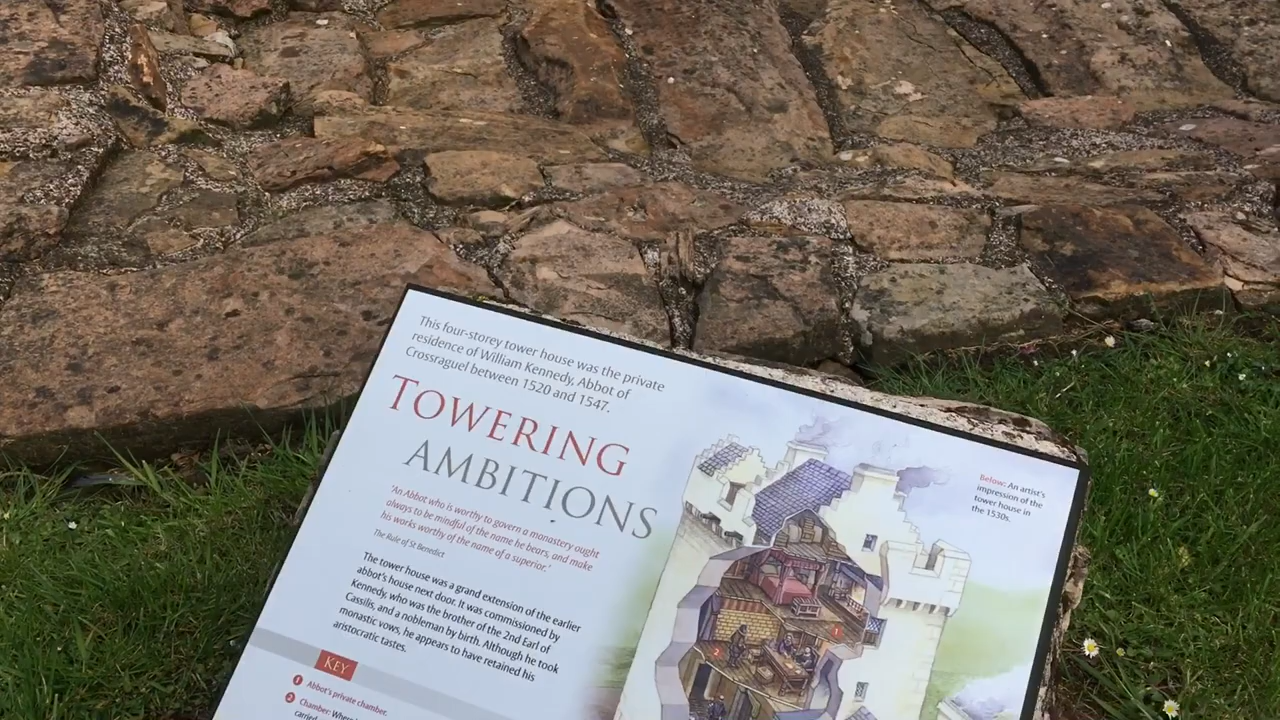 This four-storey tower house was the private
residence of William Kennedy, Abbot of
Crossraguel between 1520 and 1547.
TOWERING
AMBITIONS
"An Abbot who is worthy to govern a monastery ought
always to be mindful of the name he bears, and make
his works worthy of the name of a superior."
The Rule of St Benedict
The tower house was a grand extension of the earlier
abbot's house next door. It was commissioned by
Kennedy, who was the brother of the 2nd Earl of
Cassilis, and a nobleman by birth. Although he took
monastic vows, he appears to have retained his
aristocratic tastes.
KEY
1 Abbot's private chamber.
2 Chamber: Where
carried
Below: An artist's
impression of the
tower house in
the 1530s.
1
2